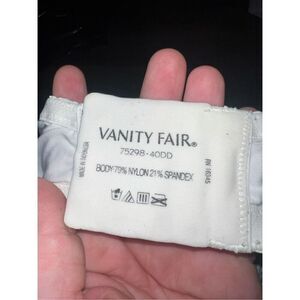 VANITY FAIR®
75298-40DD
BODY:79% NYLON 21% SPANDEX